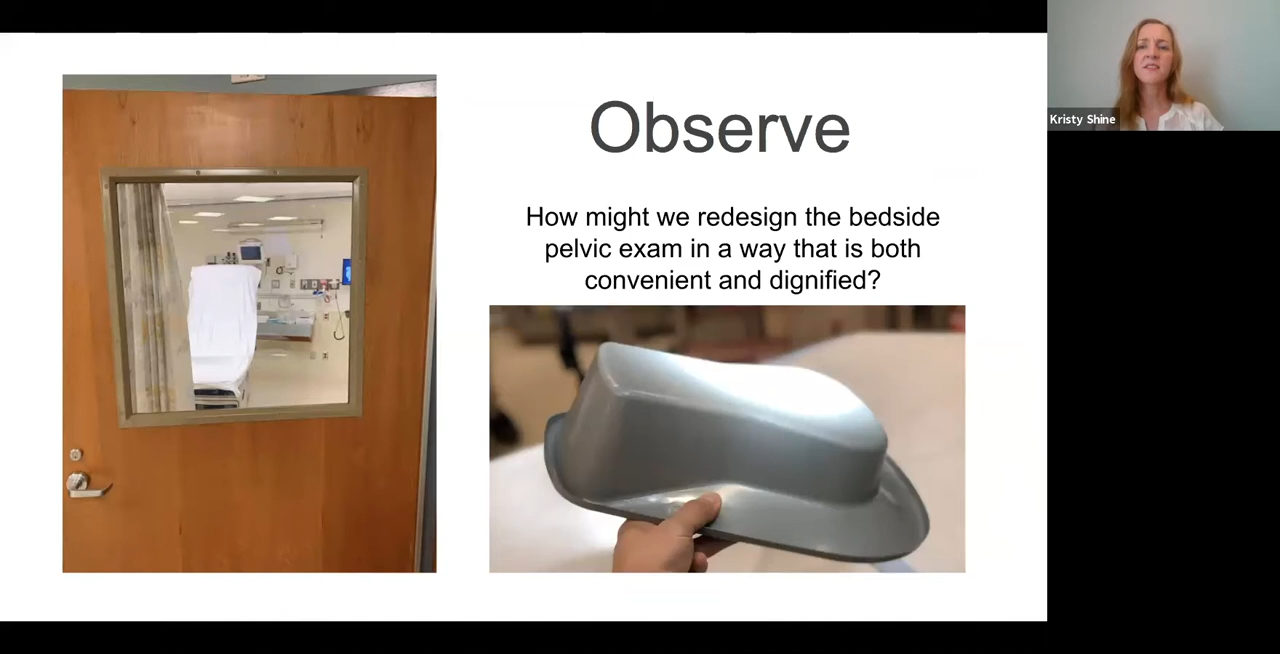 Observe
How might we redesign the bedside
pelvic exam in a way that is both
convenient and dignified?
Kristy Shine